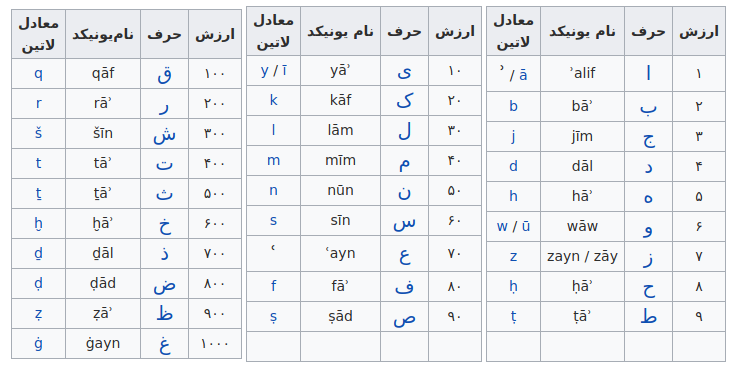 ارزش حرف نام یونیکد معادل
لاتین
۱ ا ʾalif ʾ / ā
۲ ب bāʾ b
۳ ج jīm j
۴ د dāl d
۵ ه hāʾ h
۶ و wāw w / ū
۷ ز zayn / zāy z
۸ ح ḥāʾ ḥ
۹ ط ṭāʾ ṭ
ارزش حرف نام یونیکد معادل
لاتین
۱۰ ی yāʾ y / ī
۲۰ ک kāf k
۳۰ ل lām l
۴۰ م mīm m
۵۰ ن nūn n
۶۰ س sīn s
۷۰ ع ʿayn ʿ
۸۰ ف fāʾ f
۹۰ ص ṣād ṣ
ارزش حرف نام‌یونیکد معادل
لاتین
۱۰۰ ق qāf q
۲۰۰ ر rāʾ r
۳۰۰ ش šīn š
۴۰۰ ت tāʾ t
۵۰۰ ث ṯāʾ ṯ
۶۰۰ خ ḫāʾ ḫ
۷۰۰ ذ ḏāl ḏ
۸۰۰ ض ḍād ḍ
۹۰۰ ظ ẓāʾ ẓ
۱۰۰۰ غ ġayn ġ